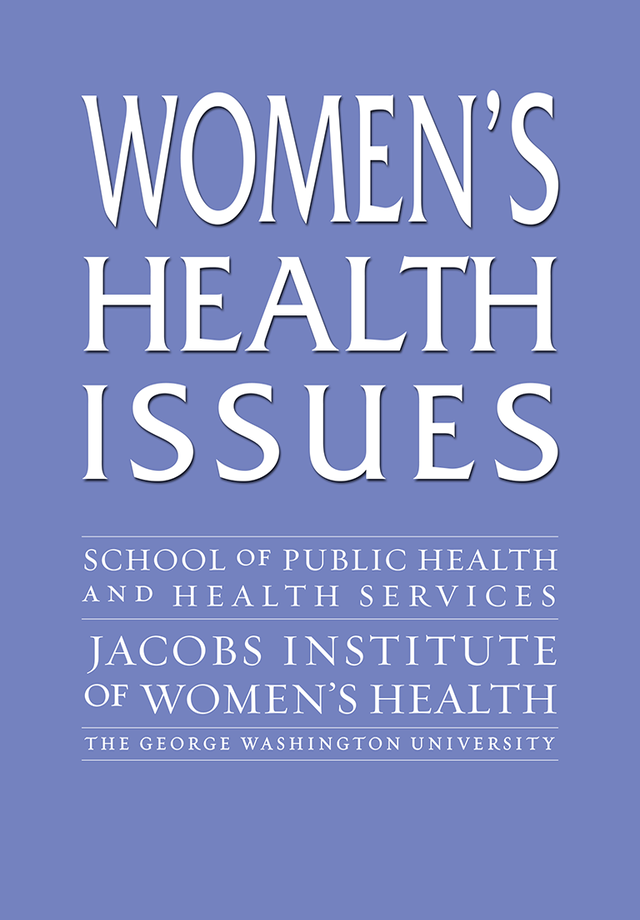 WOMEN'S
HEALTH
ISSUES
SCHOOL OF PUBLIC HEALTH
AND HEALTH SERVICES
JACOBS INSTITUTE
OF WOMEN'S HEALTH
THE GEORGE WASHINGTON UNIVERSITY